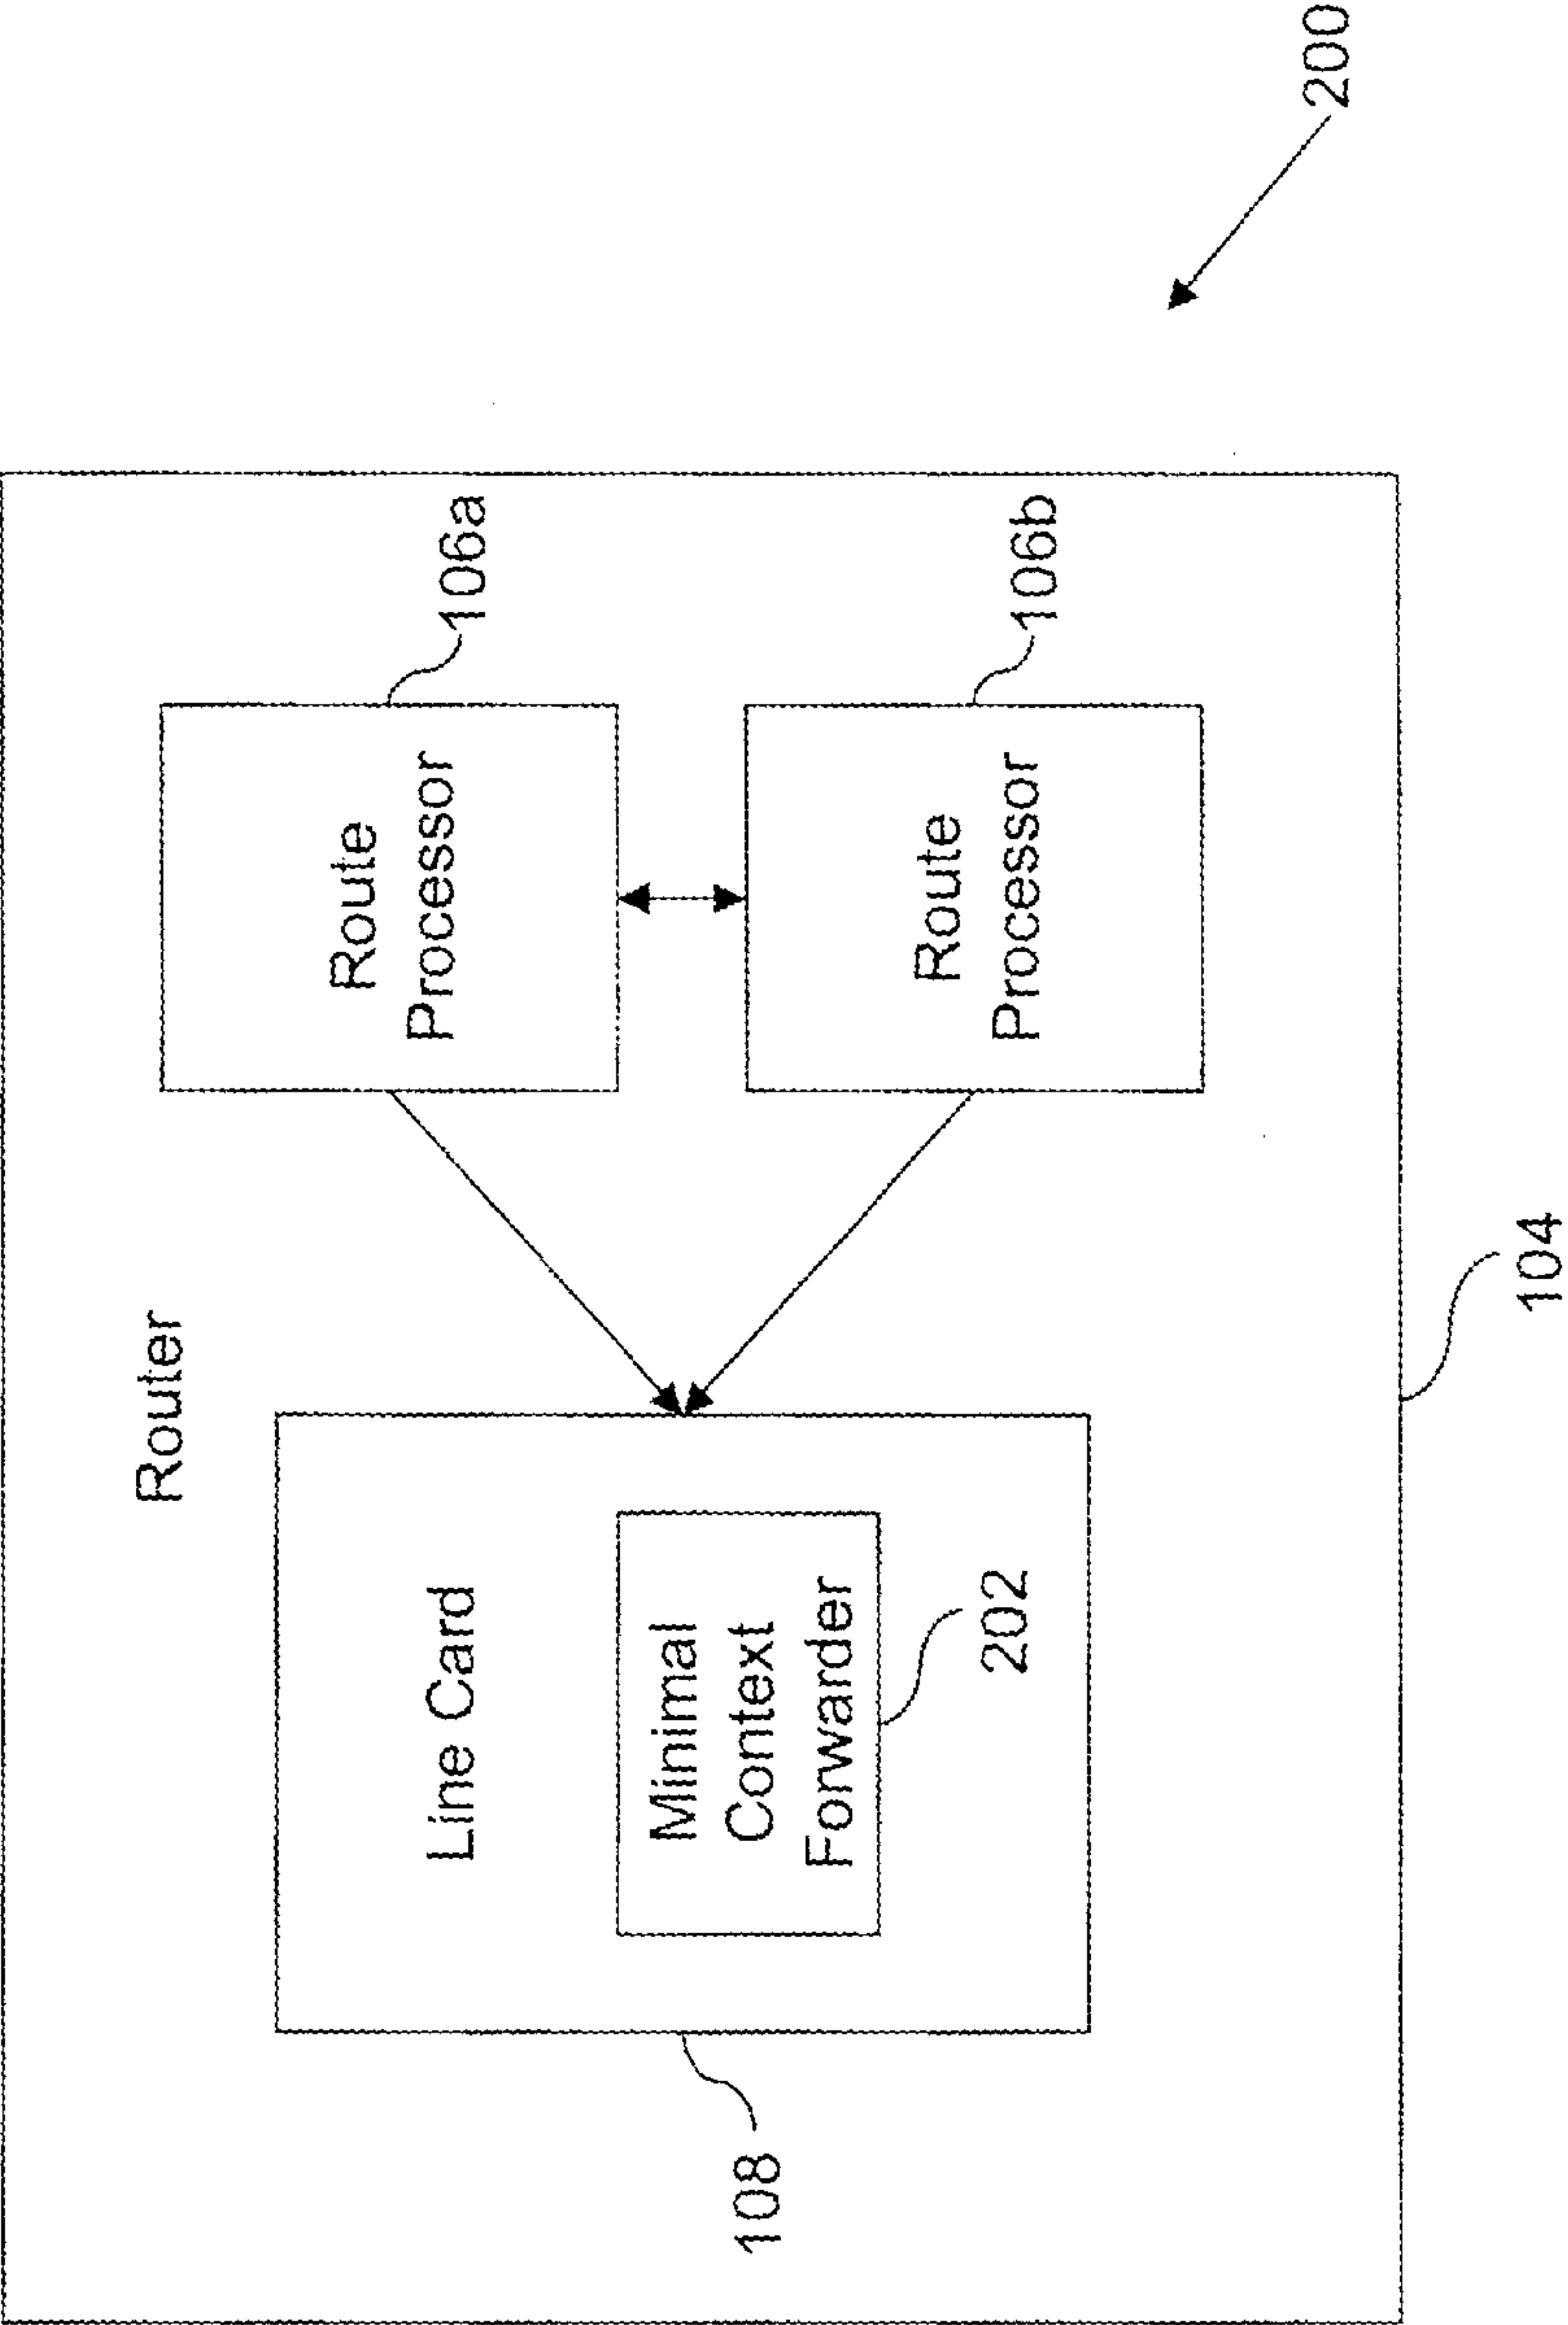 Router
Line Card
Minimal
Context
Forwarder
202
108
Route
Processor
106a
Route
Processor
106b
104
200